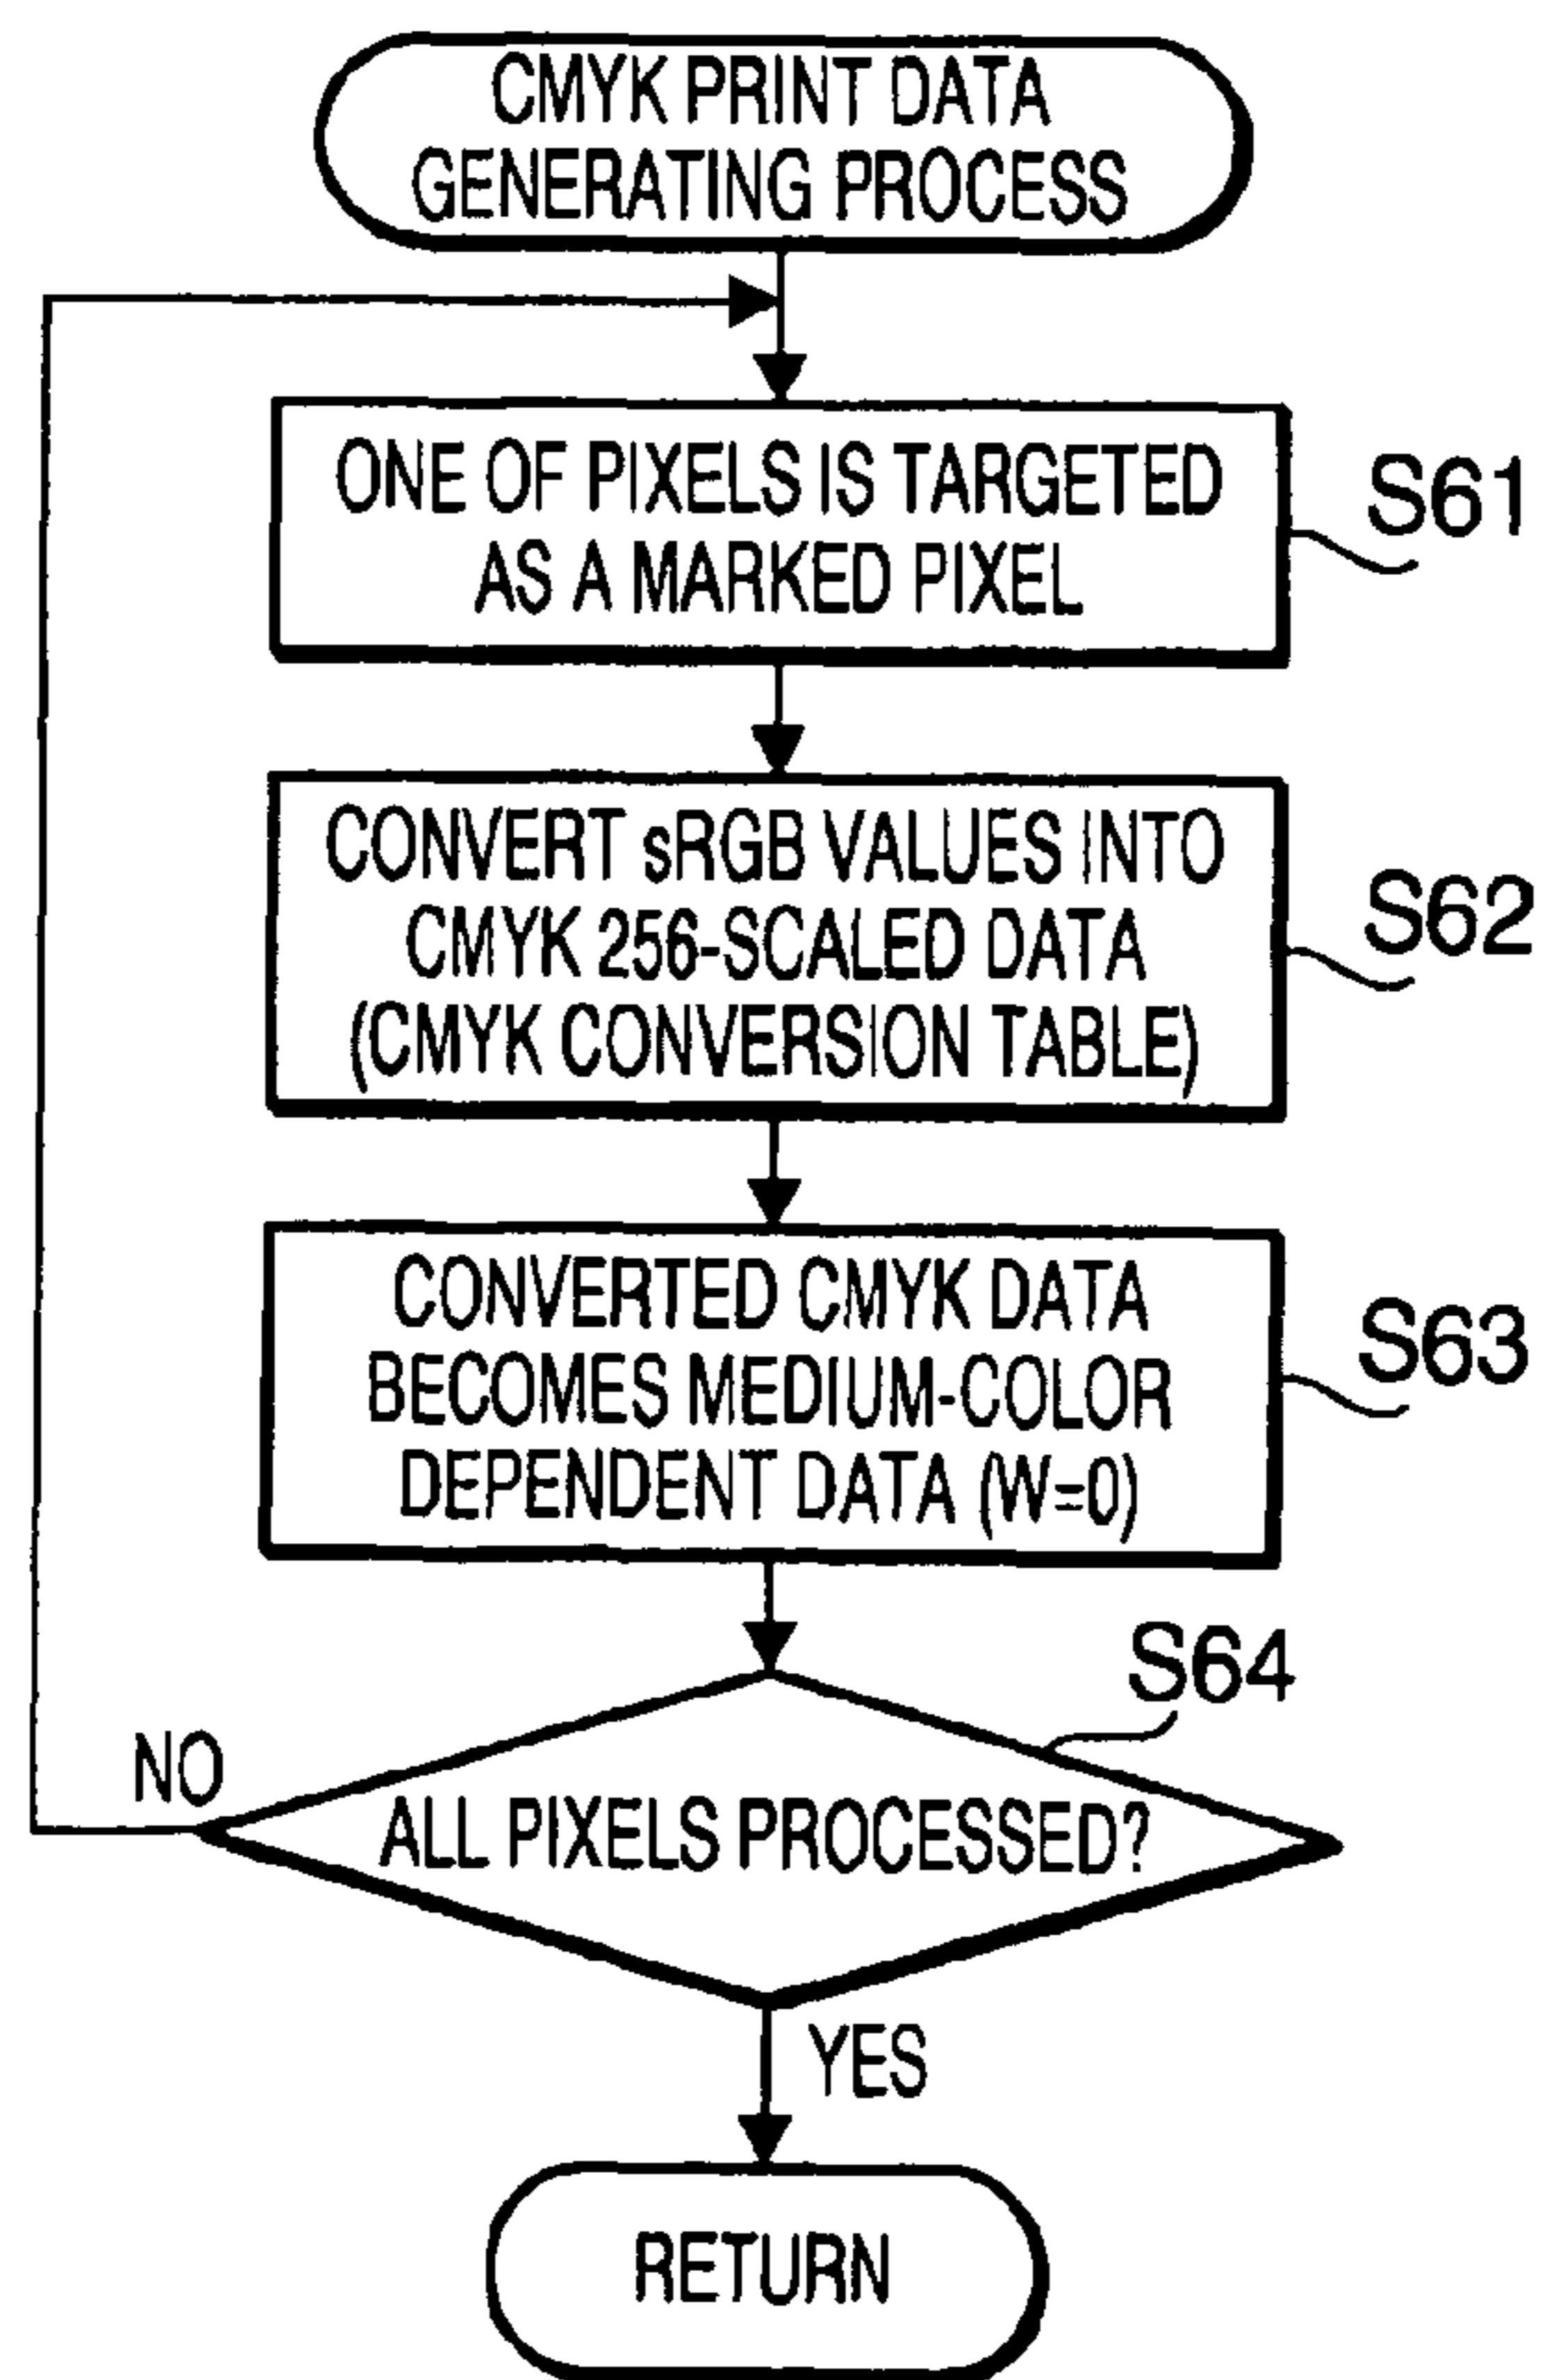 CMYK PRINT DATA
GENERATING PROCESS
ONE OF PIXELS IS TARGETED
AS A MARKED PIXEL
S61
CONVERT sRGB VALUES INTO
CMYK 256-SCALED DATA
(CMYK CONVERSION TABLE)
S62
CONVERTED CMYK DATA
BECOMES MEDIUM-COLOR
DEPENDENT DATA (W=0)
S63
S64
NO
ALL PIXELS PROCESSED?
YES
RETURN